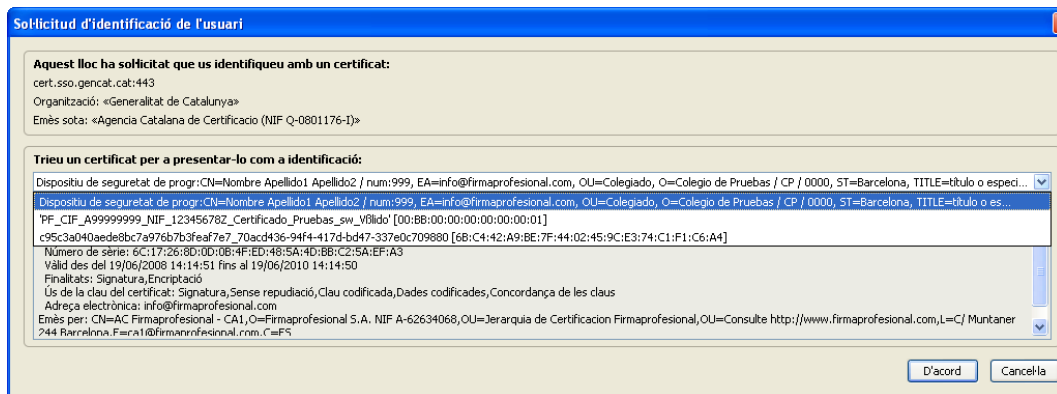 Sol·licitud d'identificació de l'usuari
Aquest lloc ha sol·licitat que us identifiqueu amb un certificat:
cert.sso.gencat.cat:443
Organització: «Generalitat de Catalunya»
Emès sota: «Agencia Catalana de Certificacio (NIF Q-0801176-I)»
Trieu un certificat per a presentar-lo com a identificació:
Dispositiu de seguretat de progr:CN=Nombre Apellido1 Apellido2 / num:999, EA=info@firmaprofesional.com, OU=Colegiado, O=Colegio de Pruebas / CP / 0000, ST=Barcelona, TITLE=título o especi...
Dispositiu de seguretat de progr:CN=Nombre Apellido1 Apellido2 / num:999, EA=info@firmaprofesional.com, OU=Colegiado, O=Colegio de Pruebas / CP / 0000, ST=Barcelona, TITLE=título o es...
'PF_CIF_A99999999_NIF_12345678Z_Certificado_Pruebas_sw_Vßlido' [00:BB:00:00:00:00:00:00:01]
c95c3a040aede8bc7a976b7b3feaf7e7_70acd436-94f4-417d-bd47-337e0c709880 [6B:C4:42:A9:BE:7F:44:02:45:9C:E3:74:C1:F1:C6:A4]
Número de sèrie: 6C:17:26:8D:0D:0B:4F:ED:48:5A:4D:BB:C2:5A:EF:A3
Vàlid des del 19/06/2008 14:14:51 fins al 19/06/2010 14:14:50
Finalitats: Signatura,Encriptació
Ús de la clau del certificat: Signatura,Sense repudiació,Clau codificada,Dades codificades,Concordança de les claus
Adreça electrònica: info@firmaprofesional.com
Emès per: CN=AC Firmaprofesional - CA1,O=Firmaprofesional S.A. NIF A-62634068,OU=Jerarquia de Certificacion Firmaprofesional,OU=Consulte http://www.firmaprofesional.com,L=C/ Muntaner
244 Barcelona,E=ca1@firmaprofesional.com,C=ES
D'acord Cancel·la